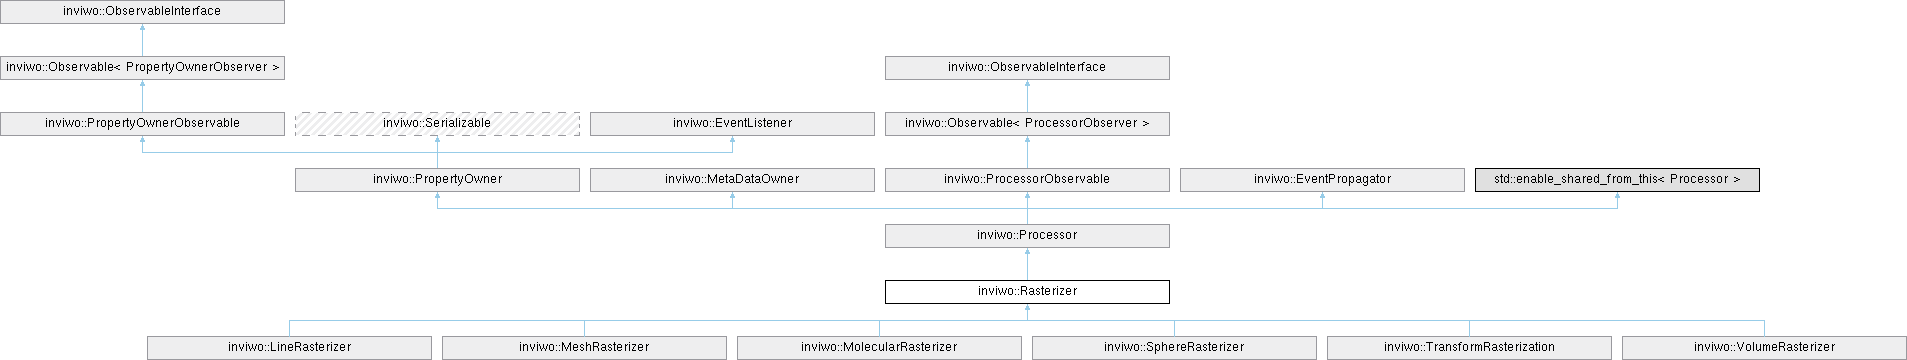 inviwo::ObservableInterface
inviwo::Observable< PropertyOwnerObserver >
inviwo::ObservableInterface
inviwo::PropertyOwnerObservable
inviwo::Serializable
inviwo::EventListener
inviwo::Observable< ProcessorObserver >
inviwo::PropertyOwner
inviwo::MetaDataOwner
inviwo::ProcessorObservable
inviwo::EventPropagator
std::enable_shared_from_this< Processor >
inviwo::Processor
inviwo::Rasterizer
inviwo::LineRasterizer
inviwo::MeshRasterizer
inviwo::MolecularRasterizer
inviwo::SphereRasterizer
inviwo::TransformRasterization
inviwo::VolumeRasterizer